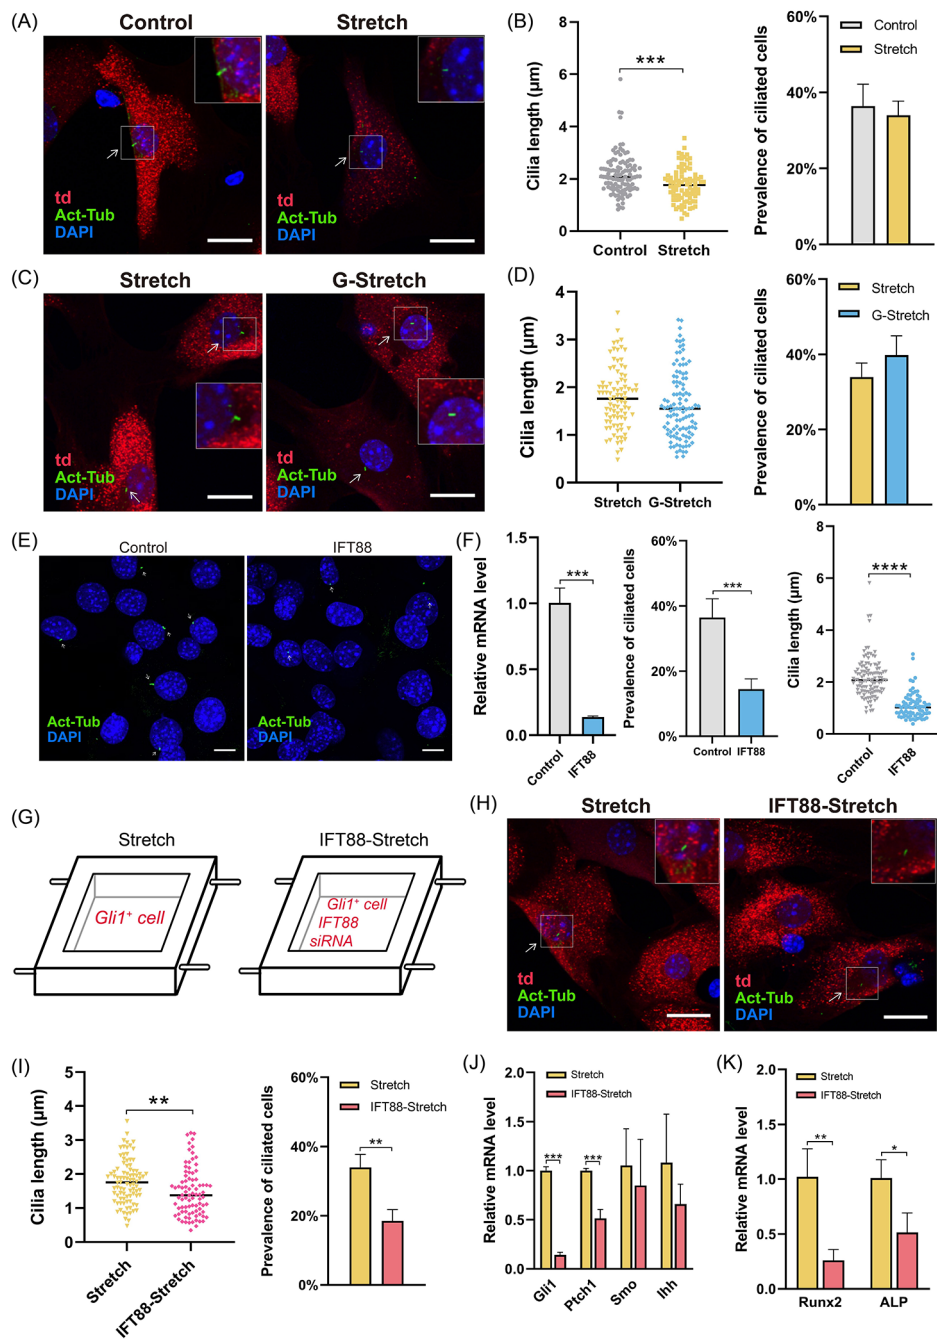 (A)
Control
Stretch
td
Act-Tub
DAPI
td
Act-Tub
DAPI
(B)
Cilia length (μm)
8
6
4
2
0
***
Control
Stretch
Prevalence of ciliated cells
60%
40%
20%
0%
Control
Stretch
(C)
Stretch
G-Stretch
td
Act-Tub
DAPI
td
Act-Tub
DAPI
(D)
Cilia length (μm)
4
3
2
1
0
Stretch
G-Stretch
Prevalence of ciliated cells
60%
40%
20%
0%
Stretch
G-Stretch
(E)
Control
IFT88
Act-Tub
DAPI
Act-Tub
DAPI
(F)
Relative mRNA level
1.5
1.0
0.5
0.0
***
Control
IFT88
Prevalence of ciliated cells
60%
40%
20%
0%
***
Control
IFT88
Cilia length (μm)
8
6
4
2
0
****
Control
IFT88
(G)
Stretch
IFT88-Stretch
Gli1+ cell
Gli1+ cell
IFT88
siRNA
(H)
Stretch
IFT88-Stretch
td
Act-Tub
DAPI
td
Act-Tub
DAPI
(I)
Cilia length (μm)
5
4
3
2
1
0
**
Stretch
IFT88-Stretch
Prevalence of ciliated cells
60%
40%
20%
0%
Stretch
IFT88-Stretch
**
(J)
Relative mRNA level
2.0
1.5
1.0
0.5
0.0
Stretch
IFT88-Stretch
***
***
Gli1
Ptch1
Smo
Ihh
(K)
Relative mRNA level
2.0
1.5
1.0
0.5
0.0
Stretch
IFT88-Stretch
**
*
Runx2
ALP